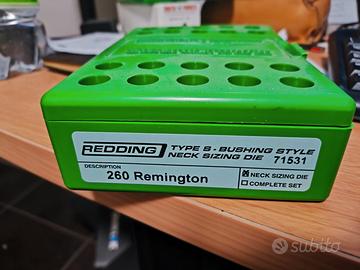 REDDING
TYPE S - BUSHING STYLE
NECK SIZING DIE 71531
DESCRIPTION
260 Remington
NECK SIZING DIE
COMPLETE SET
subito